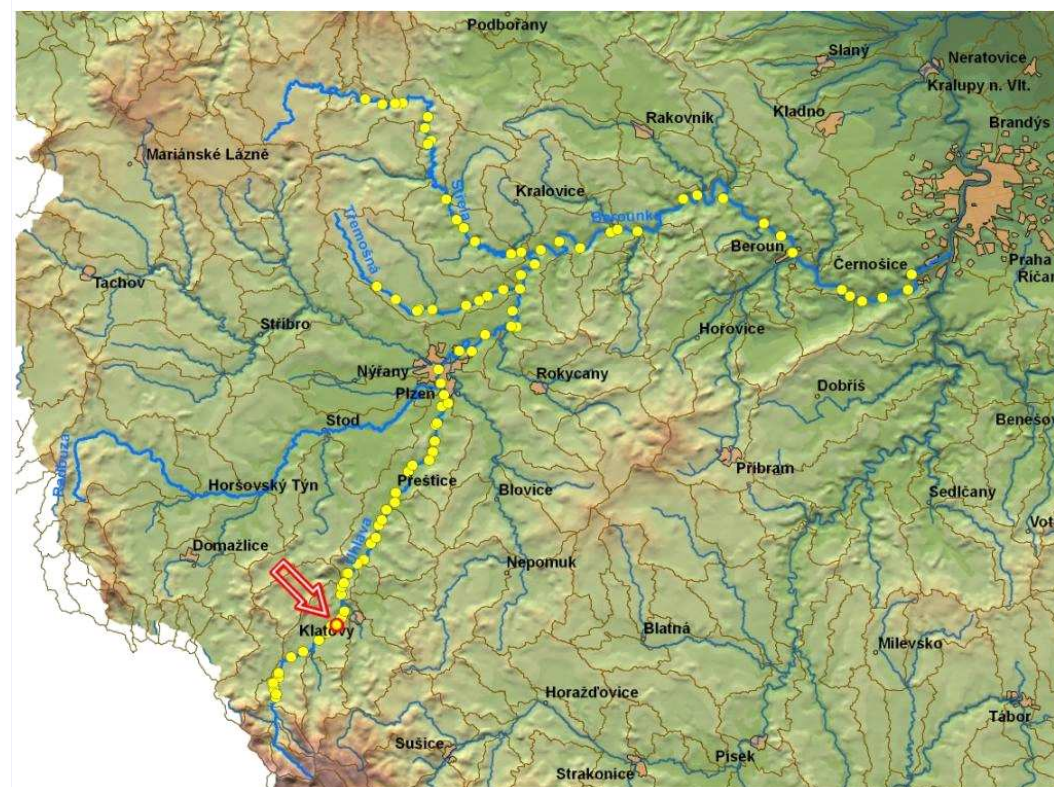 Podbořany
Slaný
Neratovice
Kralupy n. Vlt.
Rakovník
Kladno
Brandýs
Mariánské Lázně
Kralovice
Střela
Berounka
Třemošná
Beroun
Černošice
Praha
Říčan
Tachov
Stříbro
Hořovice
Nýřany
Rokycany
Plzeň
Dobříš
Stod
Benešov
Radbuza
Příbram
Přeštice
Horšovský Týn
Blovice
Sedlčany
Vot
Úhlava
Domažlice
Nepomuk
Klatovy
Blatná
Milevsko
Horažďovice
Tábor
Sušice
Písek
Strakonice